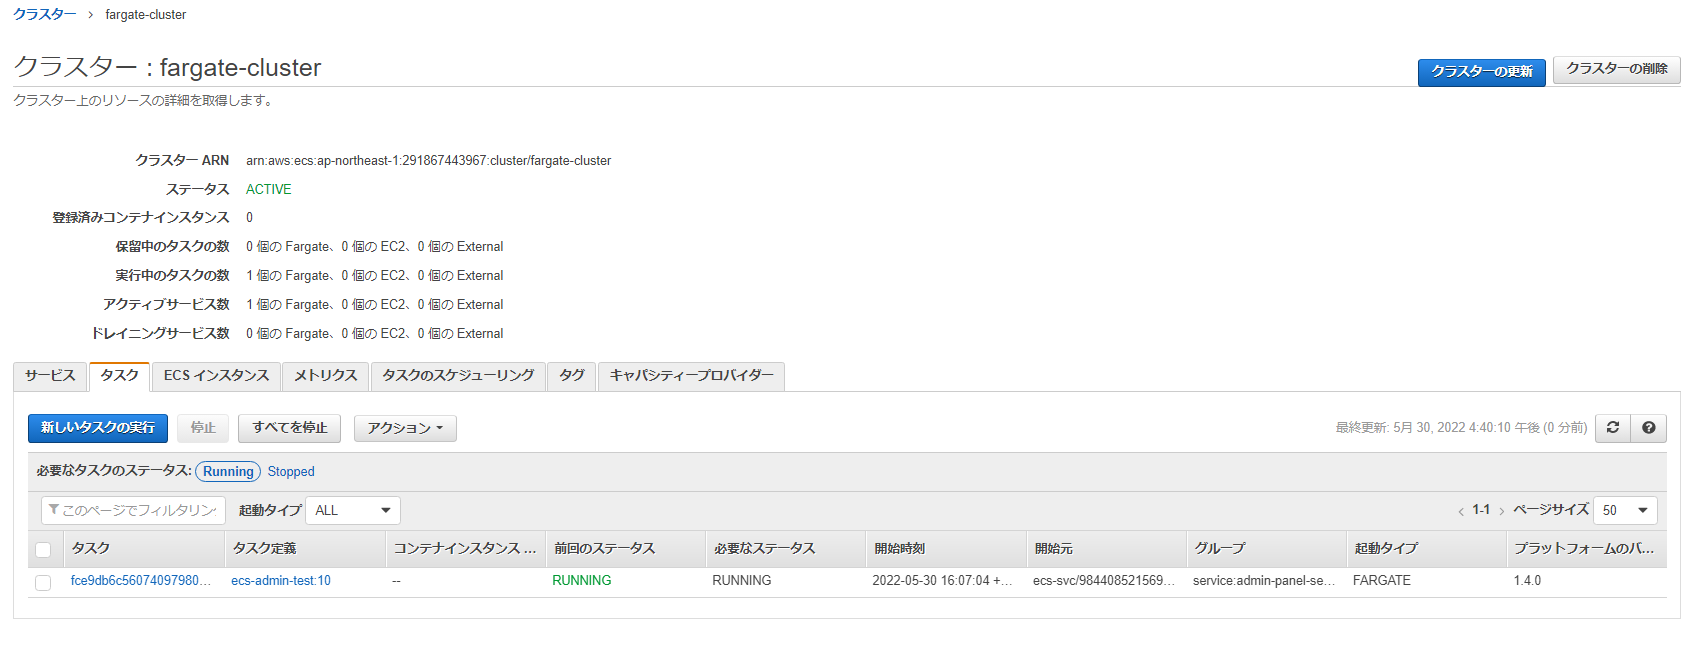 クラスター > fargate-cluster
クラスター : fargate-cluster
クラスターの更新 クラスターの削除
クラスター上のリソースの詳細を取得します。
クラスター ARN arn:aws:ecs:ap-northeast-1:291867443967:cluster/fargate-cluster
ステータス ACTIVE
登録済みコンテナインスタンス 0
保留中のタスクの数 0 個の Fargate、0 個の EC2、0 個の External
実行中のタスクの数 1 個の Fargate、0 個の EC2、0 個の External
アクティブサービス数 1 個の Fargate、0 個の EC2、0 個の External
ドレイニングサービス数 0 個の Fargate、0 個の EC2、0 個の External
サービス タスク ECS インスタンス メトリクス タスクのスケジューリング タグ キャパシティープロバイダー
新しいタスクの実行 停止 すべてを停止 アクション 最終更新: 5月 30, 2022 4:40:10 午後 (0 分前)
必要なタスクのステータス: Running Stopped
このページでフィルタリン 起動タイプ ALL < 1-1 > ページサイズ 50
タスク タスク定義 コンテナインスタンス ... 前回のステータス 必要なステータス 開始時刻 開始元 グループ 起動タイプ プラットフォームのバ...
fce9db6c56074097980... ecs-admin-test:10 -- RUNNING RUNNING 2022-05-30 16:07:04 +... ecs-svc/984408521569... service:admin-panel-se... FARGATE 1.4.0